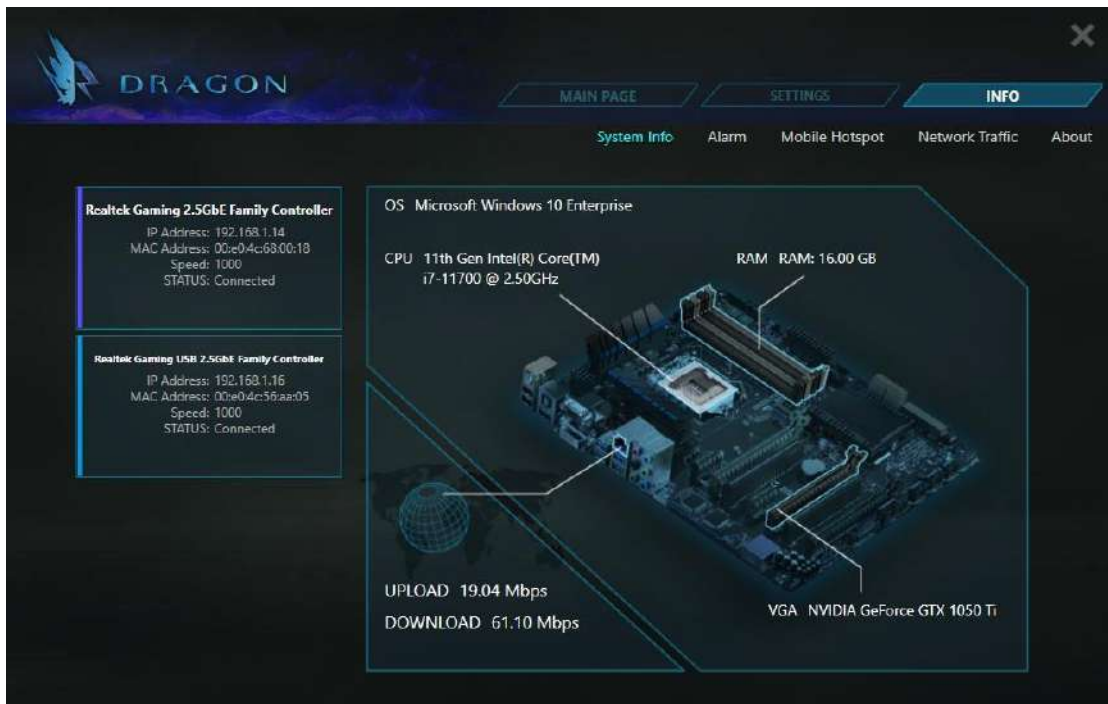 DRAGON
MAIN PAGE
SETTINGS
INFO
System Info
Alarm
Mobile Hotspot
Network Traffic
About
Realtek Gaming 2.5GbE Family Controller
IP Address: 192.168.1.14
MAC Address: 00:e0:4c:68:00:18
Speed: 1000
STATUS: Connected
Realtek Gaming USB 2.5GbE Family Controller
IP Address: 192.168.1.16
MAC Address: 00:e0:4c:56:aa:05
Speed: 1000
STATUS: Connected
OS Microsoft Windows 10 Enterprise
CPU 11th Gen Intel(R) Core(TM)
i7-11700 @ 2.50GHz
RAM RAM: 16.00 GB
UPLOAD 19.04 Mbps
DOWNLOAD 61.10 Mbps
VGA NVIDIA GeForce GTX 1050 Ti